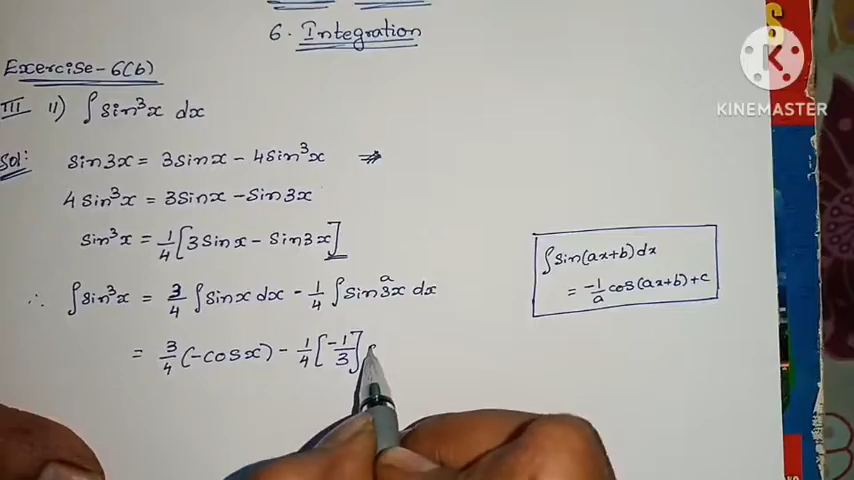 6. Integration
Exercise-6(b)
III 11) ∫sin³x dx
Sol: sin3x = 3sinx - 4sin³x ⇒
4sin³x = 3sinx - sin3x
sin³x = 1/4[3sinx - sin3x]
∴ ∫sin³x = 3/4 ∫sinx dx - 1/4 ∫sin3x dx
a
= 3/4 (-cosx) - 1/4 [-1/3]
∫sin(ax+b)dx
= -1/a cos(ax+b)+c
K
KINEMASTER
S